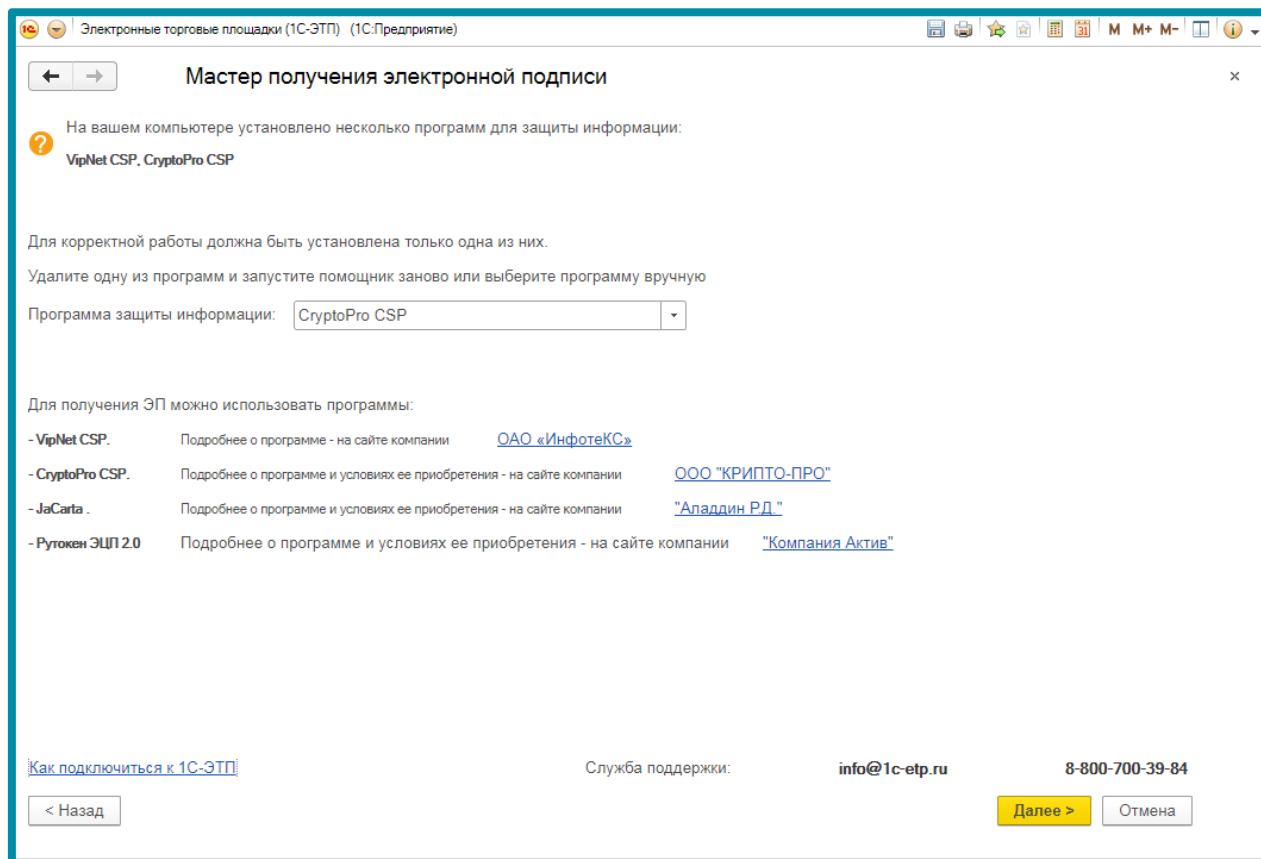 Электронные торговые площадки (1С-ЭТП) (1С:Предприятие)
31 M M+ M-
Мастер получения электронной подписи
На вашем компьютере установлено несколько программ для защиты информации:
VipNet CSP, CryptoPro CSP
Для корректной работы должна быть установлена только одна из них.
Удалите одну из программ и запустите помощник заново или выберите программу вручную
Программа защиты информации: CryptoPro CSP
Для получения ЭП можно использовать программы:
- VipNet CSP. Подробнее о программе - на сайте компании ОАО «ИнфотеКС»
- CryptoPro CSP. Подробнее о программе и условиях ее приобретения - на сайте компании ООО "КРИПТО-ПРО"
- JaCarta . Подробнее о программе и условиях ее приобретения - на сайте компании "Аладдин Р.Д."
- Рутокен ЭЦП 2.0 Подробнее о программе и условиях ее приобретения - на сайте компании "Компания Актив"
Как подключиться к 1С-ЭТП Служба поддержки: info@1c-etp.ru 8-800-700-39-84
< Назад Далее > Отмена